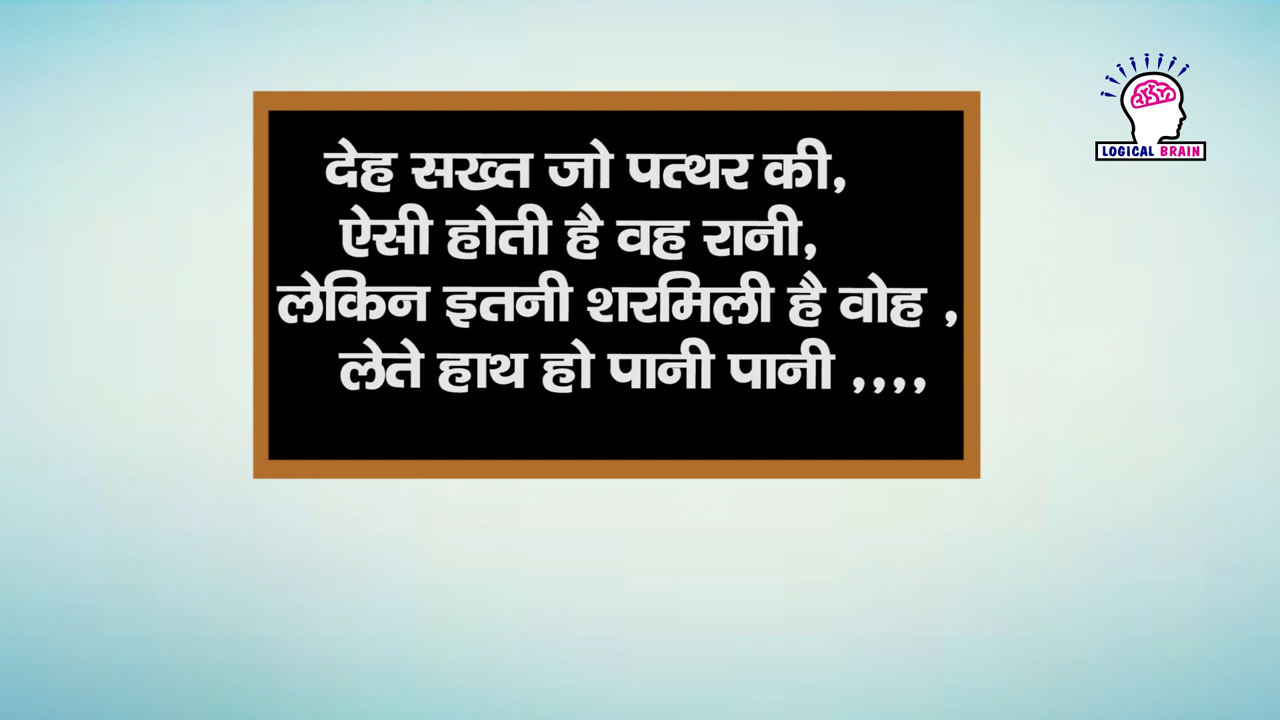 LOGICAL BRAIN
देह सख्त जो पत्थर की,
ऐसी होती है वह रानी,
लेकिन इतनी शरमिली है वोह ,
लेते हाथ हो पानी पानी ,,,,